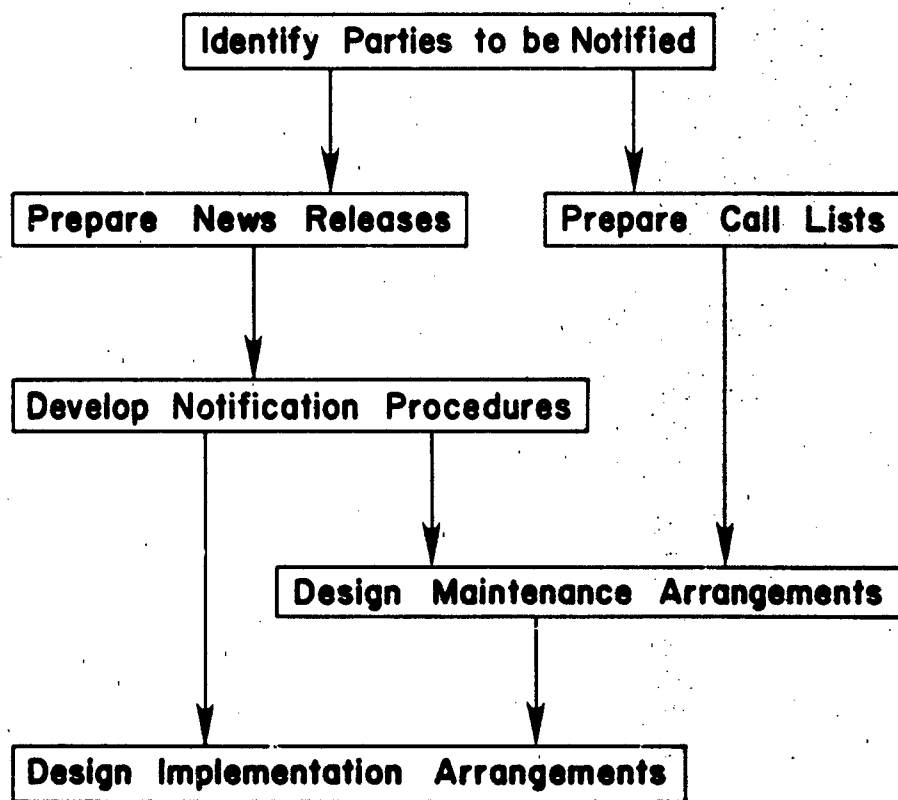 Identify Parties to be Notified
Prepare News Releases
Prepare Call Lists
Develop Notification Procedures
Design Maintenance Arrangements
Design Implementation Arrangements